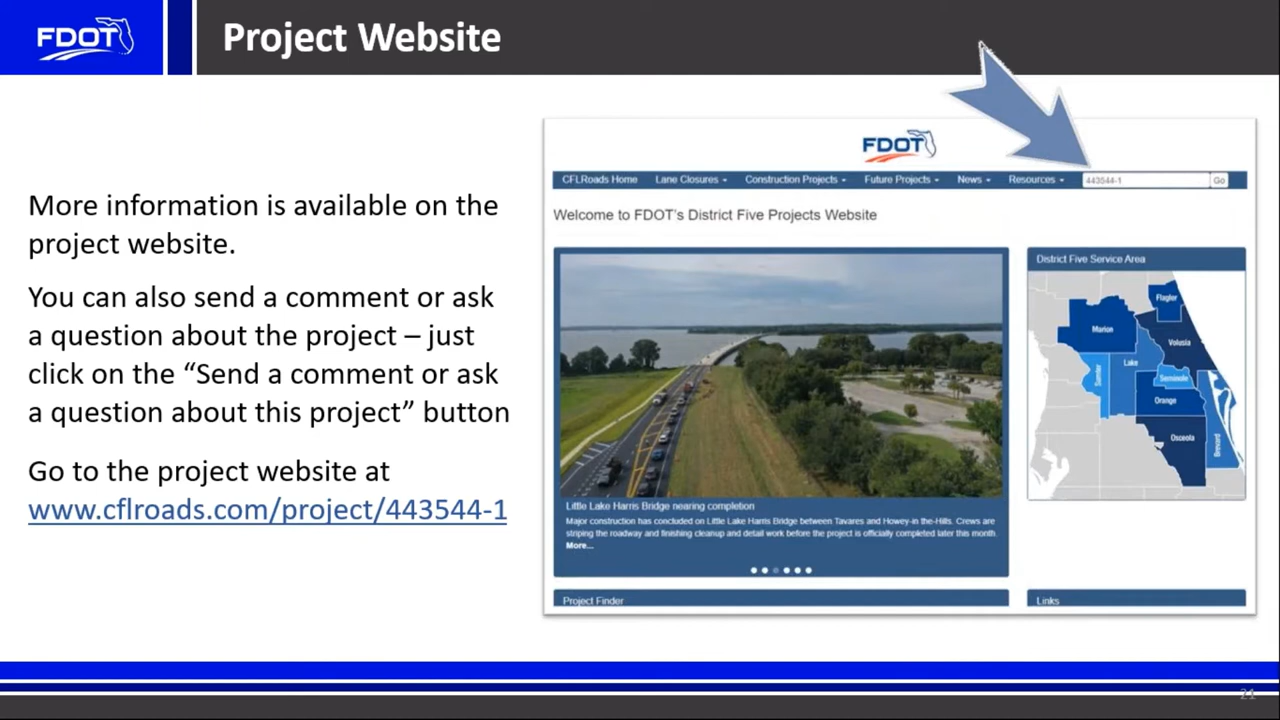 FDOT
Project Website
More information is available on the
project website.
You can also send a comment or ask
a question about the project – just
click on the “Send a comment or ask
a question about this project” button
Go to the project website at
www.cflroads.com/project/443544-1
FDOT
CFLRoads Home Lane Closures Construction Projects Future Projects News Resources 443544-1 Go
Welcome to FDOT's District Five Projects Website
Little Lake Harris Bridge nearing completion
Major construction has concluded on Little Lake Harris Bridge between Tavares and Howey-in-the-Hills. Crews are
striping the roadway and finishing cleanup and detail work before the project is officially completed later this month.
More...
District Five Service Area
Flagler
Marion
Volusia
Lake
Sumter
Seminole
Orange
Osceola
Brevard
Project Finder
Links
21